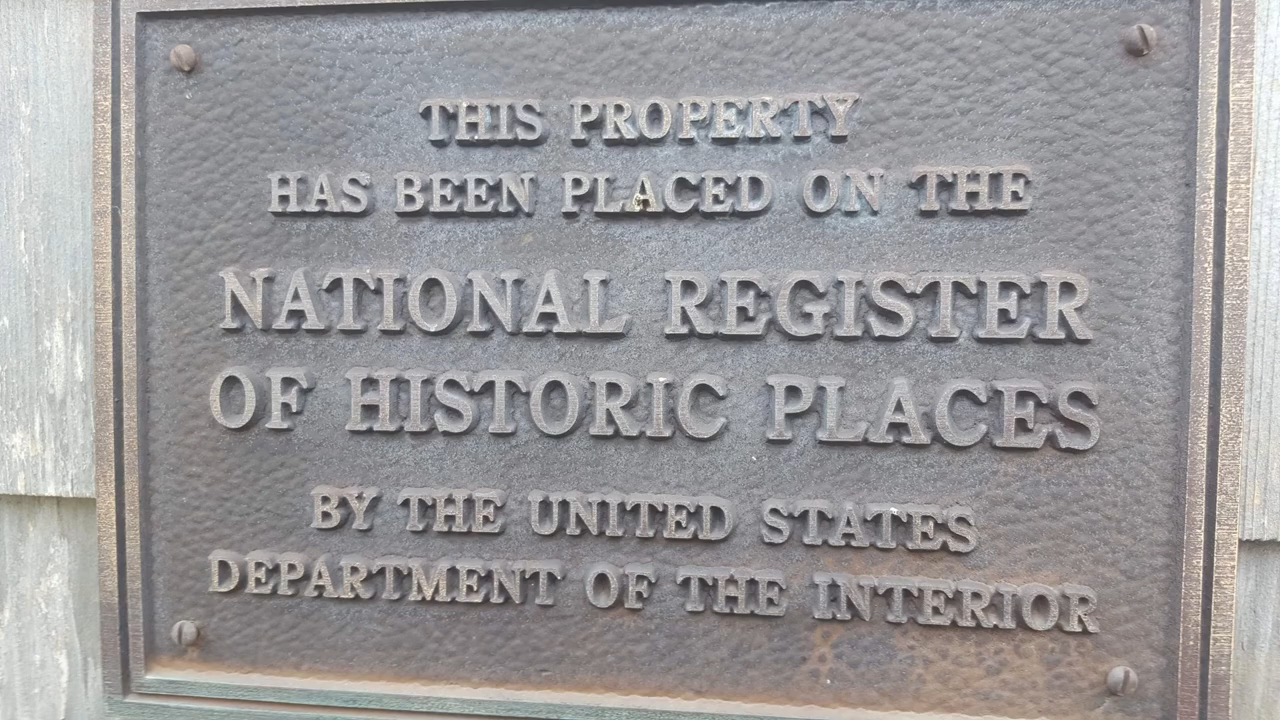 THIS PROPERTY
HAS BEEN PLACED ON THE
NATIONAL REGISTER
OF HISTORIC PLACES
BY THE UNITED STATES
DEPARTMENT OF THE INTERIOR